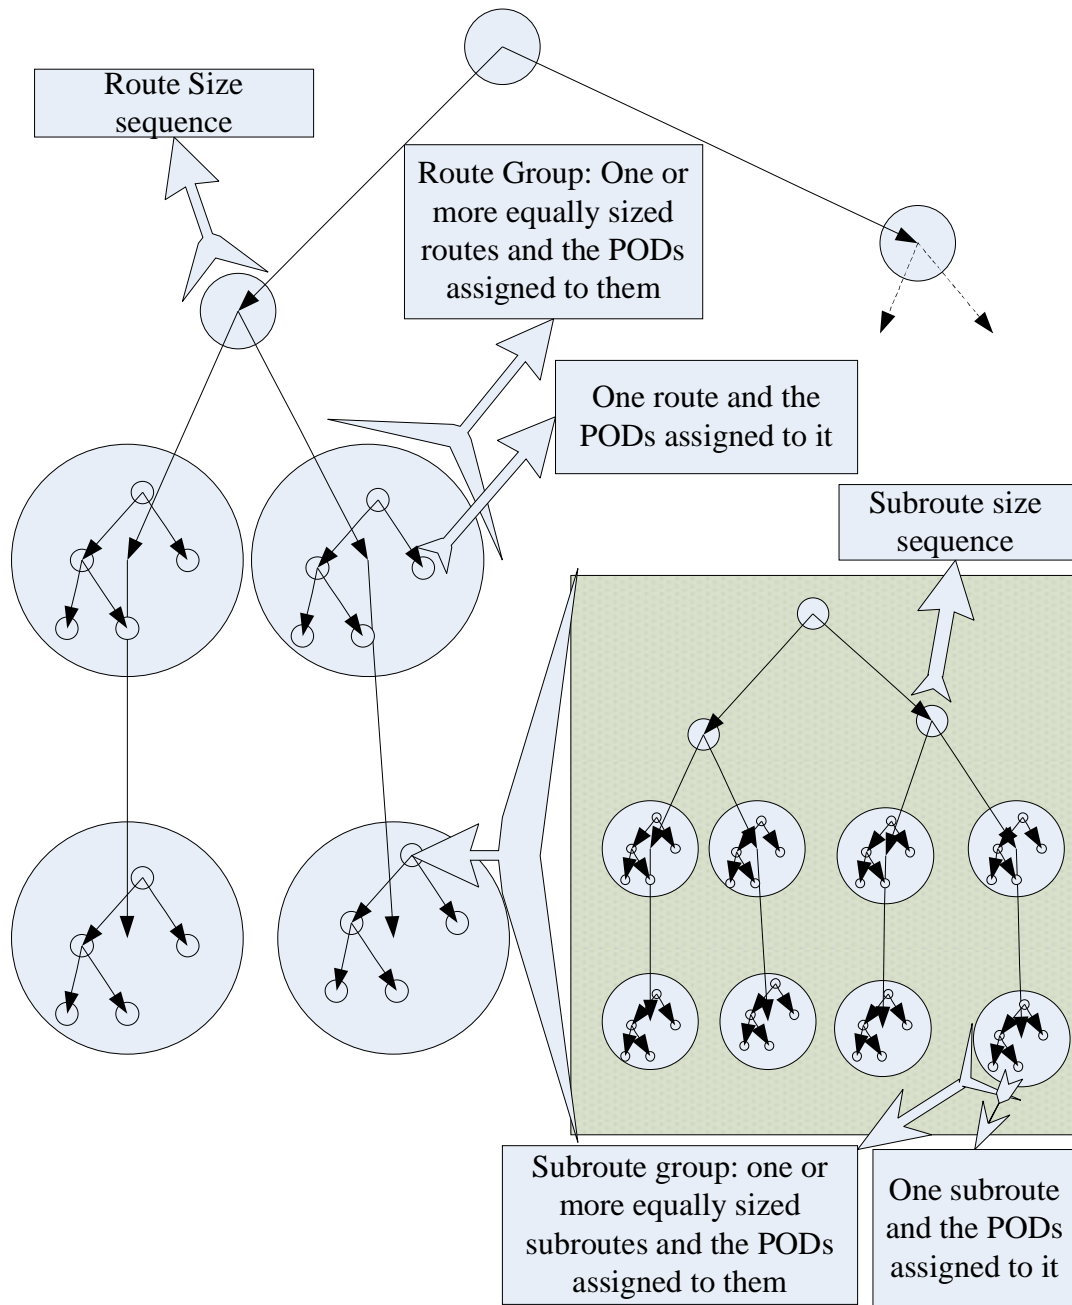 Route Size
sequence
Route Group: One or
more equally sized
routes and the PODs
assigned to them
One route and the
PODs assigned to it
Subroute size
sequence
Subroute group: one or
more equally sized
subroutes and the PODs
assigned to them
One subroute
and the PODs
assigned to it